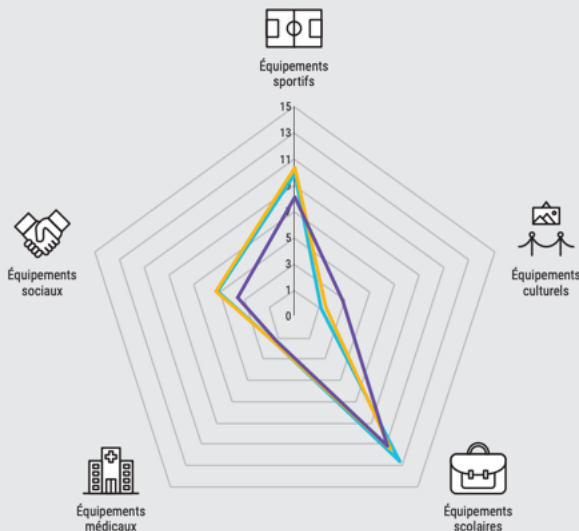 Équipements
sportifs
15
13
11
9
7
5
3
1
0
Équipements
sociaux
Équipements
culturels
Équipements
médicaux
Équipements
scolaires